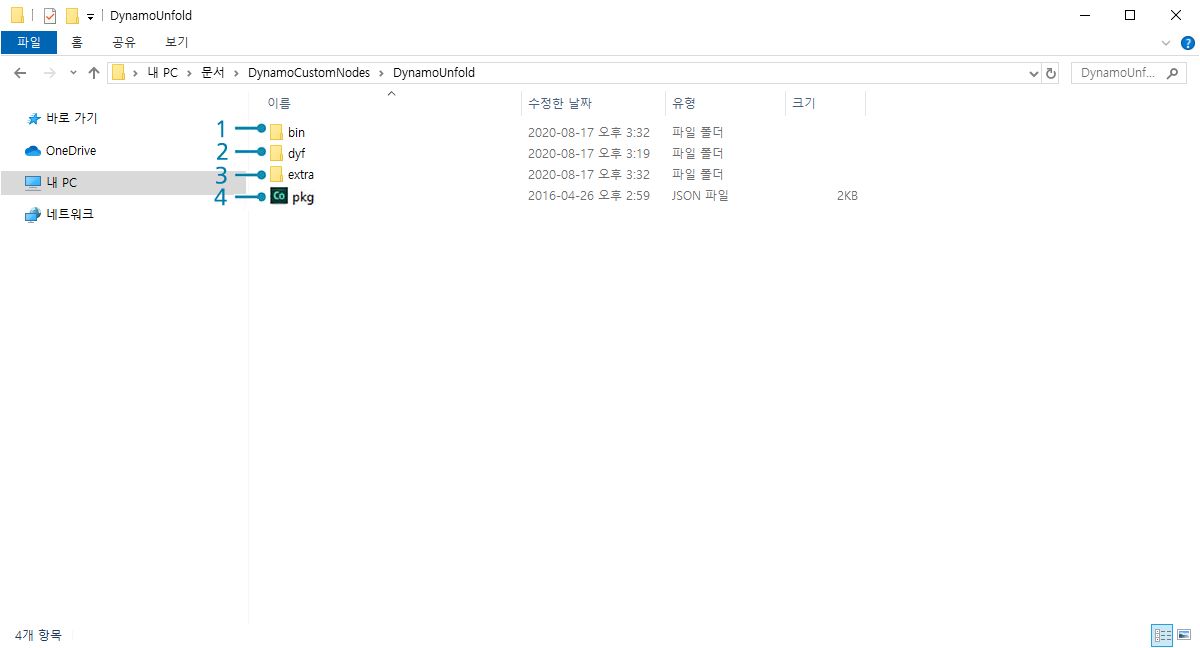 DynamoUnfold
파일 홈 공유 보기
?
내 PC > 문서 > DynamoCustomNodes > DynamoUnfold
DynamoUnf...
이름 수정한 날짜 유형 크기
바로 가기
OneDrive
내 PC
네트워크
1 bin 2020-08-17 오후 3:32 파일 폴더
2 dyf 2020-08-17 오후 3:19 파일 폴더
3 extra 2020-08-17 오후 3:32 파일 폴더
4 Co pkg 2016-04-26 오후 2:59 JSON 파일 2KB
4개 항목